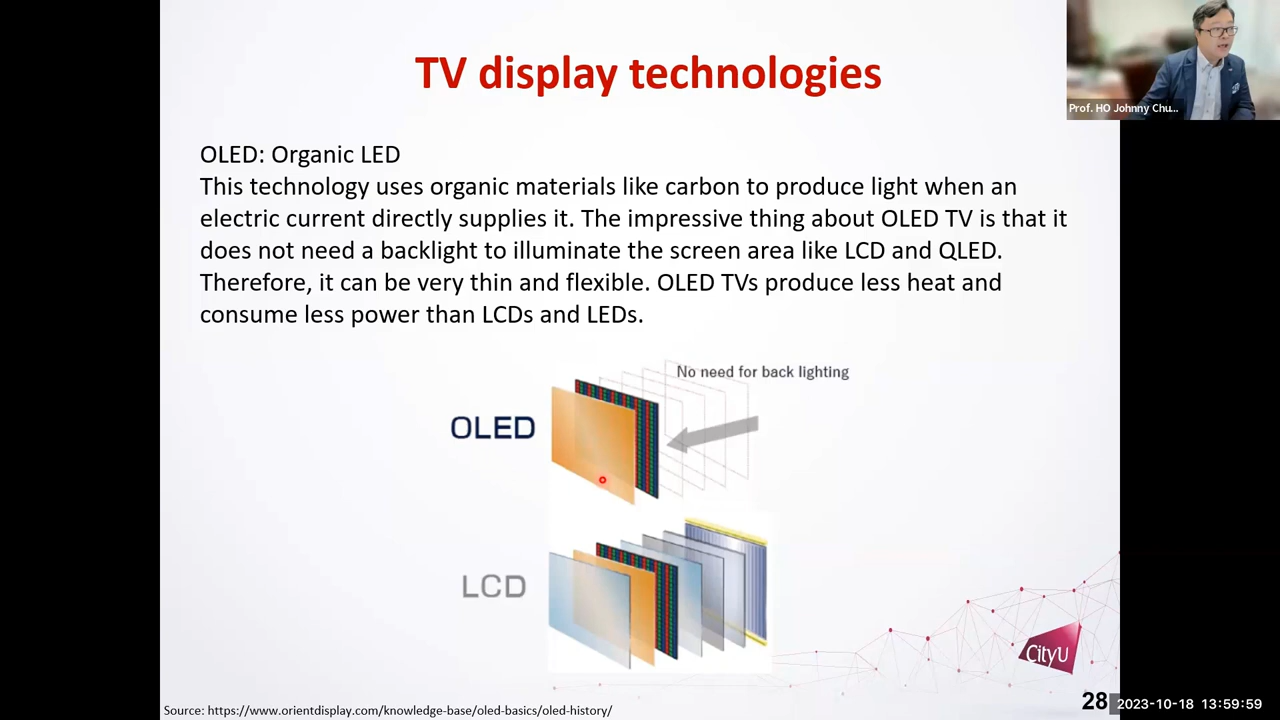 TV display technologies
Prof. HO Johnny Chu...
OLED: Organic LED
This technology uses organic materials like carbon to produce light when an
electric current directly supplies it. The impressive thing about OLED TV is that it
does not need a backlight to illuminate the screen area like LCD and QLED.
Therefore, it can be very thin and flexible. OLED TVs produce less heat and
consume less power than LCDs and LEDs.
No need for back lighting
OLED
LCD
CityU
28
2023-10-18 13:59:59
Source: https://www.orientdisplay.com/knowledge-base/oled-basics/oled-history/